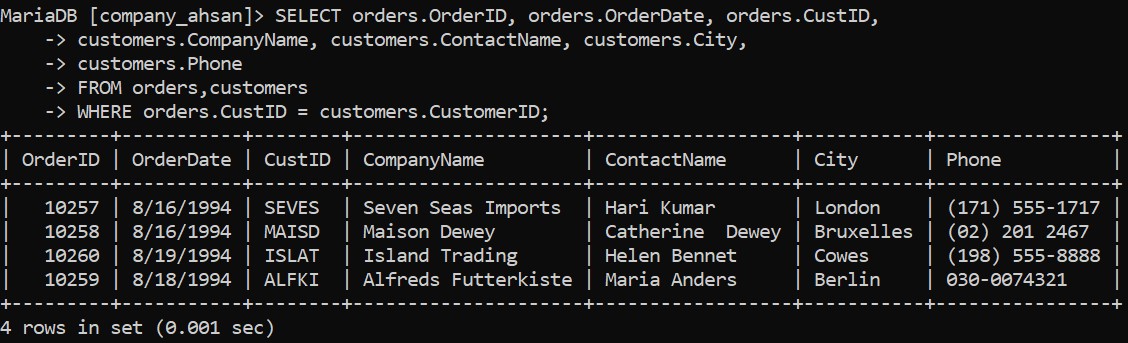 MariaDB [company_ahsan]> SELECT orders.OrderID, orders.OrderDate, orders.CustID,
    -> customers.CompanyName, customers.ContactName, customers.City,
    -> customers.Phone
    -> FROM orders,customers
    -> WHERE orders.CustID = customers.CustomerID;
+---------+-----------+--------+---------------------+------------------+-----------+----------------+
| OrderID | OrderDate | CustID | CompanyName         | ContactName      | City      | Phone          |
+---------+-----------+--------+---------------------+------------------+-----------+----------------+
|   10257 | 8/16/1994 | SEVES  | Seven Seas Imports  | Hari Kumar       | London    | (171) 555-1717 |
|   10258 | 8/16/1994 | MAISD  | Maison Dewey        | Catherine  Dewey | Bruxelles | (02) 201 2467  |
|   10260 | 8/19/1994 | ISLAT  | Island Trading      | Helen Bennet     | Cowes     | (198) 555-8888 |
|   10259 | 8/18/1994 | ALFKI  | Alfreds Futterkiste | Maria Anders     | Berlin    | 030-0074321    |
+---------+-----------+--------+---------------------+------------------+-----------+----------------+
4 rows in set (0.001 sec)